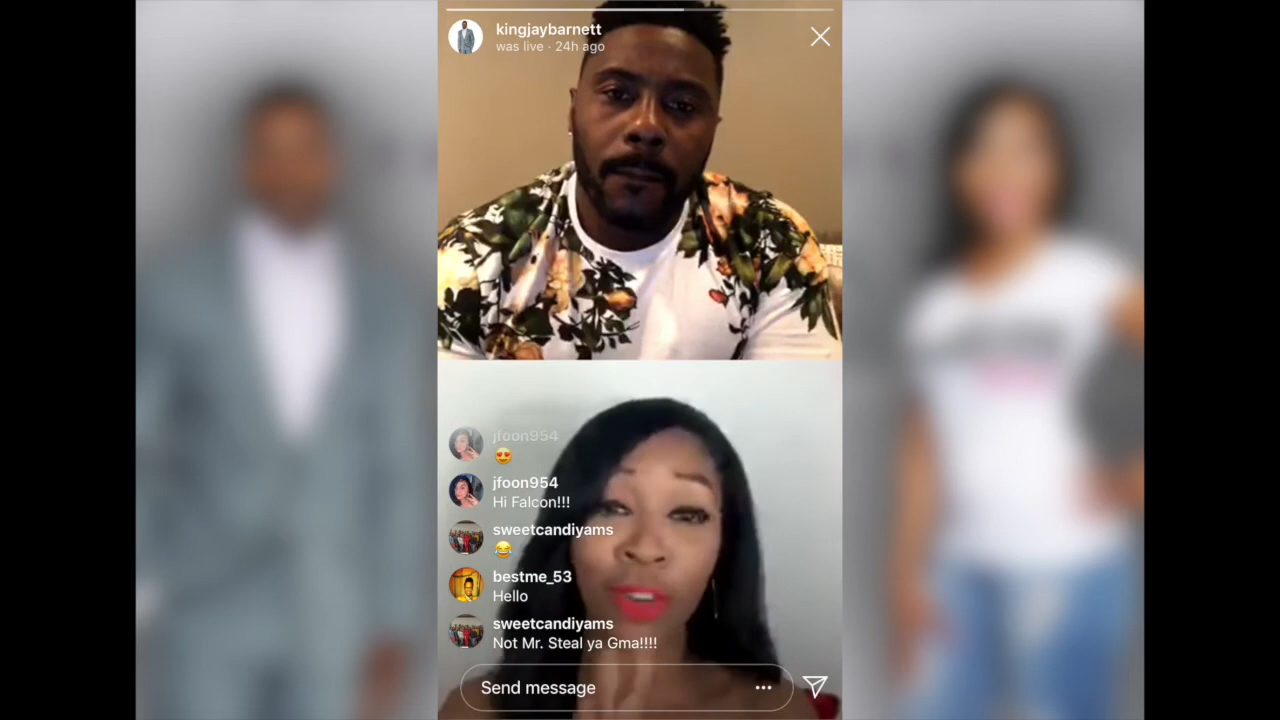 kingjaybarnett
was live · 24h ago
jfoon954
😍
jfoon954
Hi Falcon!!!
sweetcandiyams
😂
bestme_53
Hello
sweetcandiyams
Not Mr. Steal ya Gma!!!!
Send message